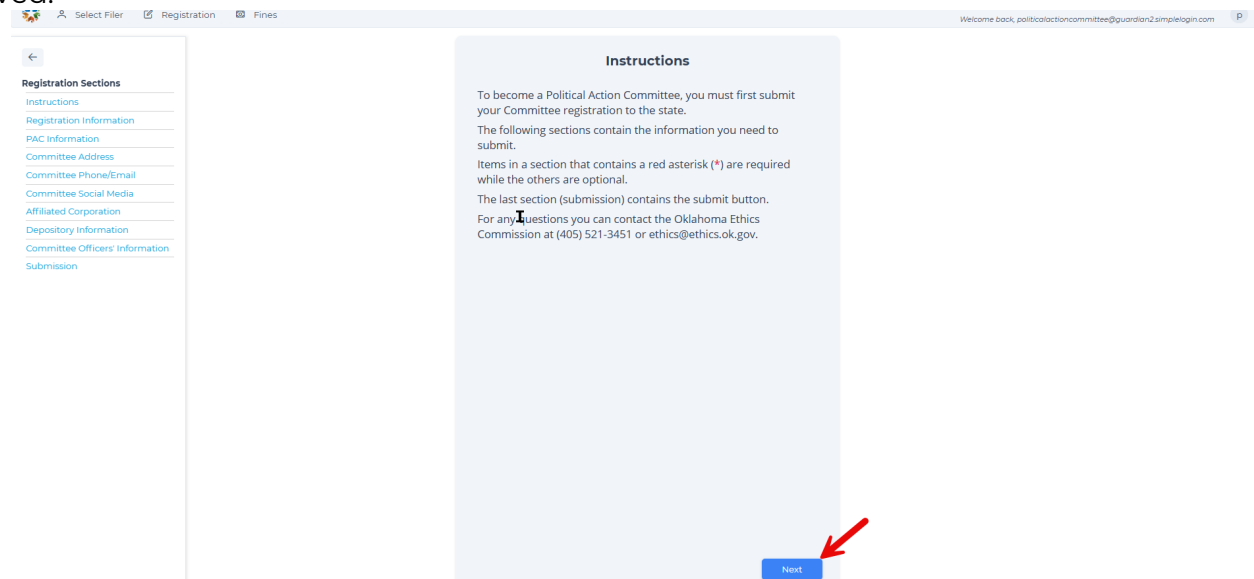 Select Filer Registration Fines
Welcome back, politicalactioncommittee@guardian2.simplelogin.com p
Registration Sections
Instructions
Registration Information
PAC Information
Committee Address
Committee Phone/Email
Committee Social Media
Affiliated Corporation
Depository Information
Committee Officers' Information
Submission
Instructions
To become a Political Action Committee, you must first submit
your Committee registration to the state.
The following sections contain the information you need to
submit.
Items in a section that contains a red asterisk (*) are required
while the others are optional.
The last section (submission) contains the submit button.
For any questions you can contact the Oklahoma Ethics
Commission at (405) 521-3451 or ethics@ethics.ok.gov.
Next